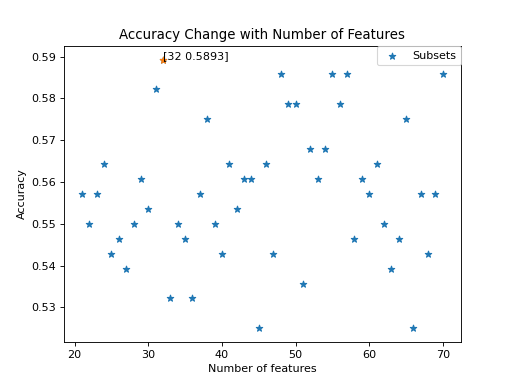 Accuracy Change with Number of Features
[32 0.5893]
Subsets
0.59
0.58
0.57
0.56
0.55
0.54
0.53
Accuracy
20 30 40 50 60 70
Number of features